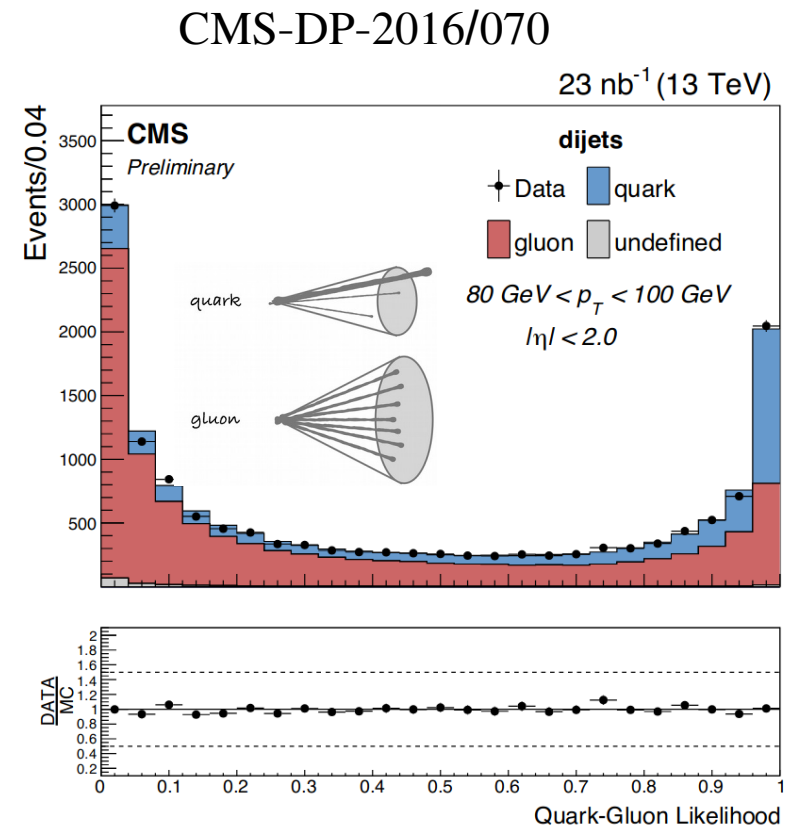 CMS-DP-2016/070
23 nb⁻¹ (13 TeV)
Events/0.04
CMS
Preliminary
dijets
Data
quark
gluon
undefined
80 GeV < p_T < 100 GeV
|η| < 2.0
quark
gluon
3500
3000
2500
2000
1500
1000
500
DATA
MC
2
1.8
1.6
1.4
1.2
1
0.8
0.6
0.4
0.2
0 0.1 0.2 0.3 0.4 0.5 0.6 0.7 0.8 0.9 1
Quark-Gluon Likelihood